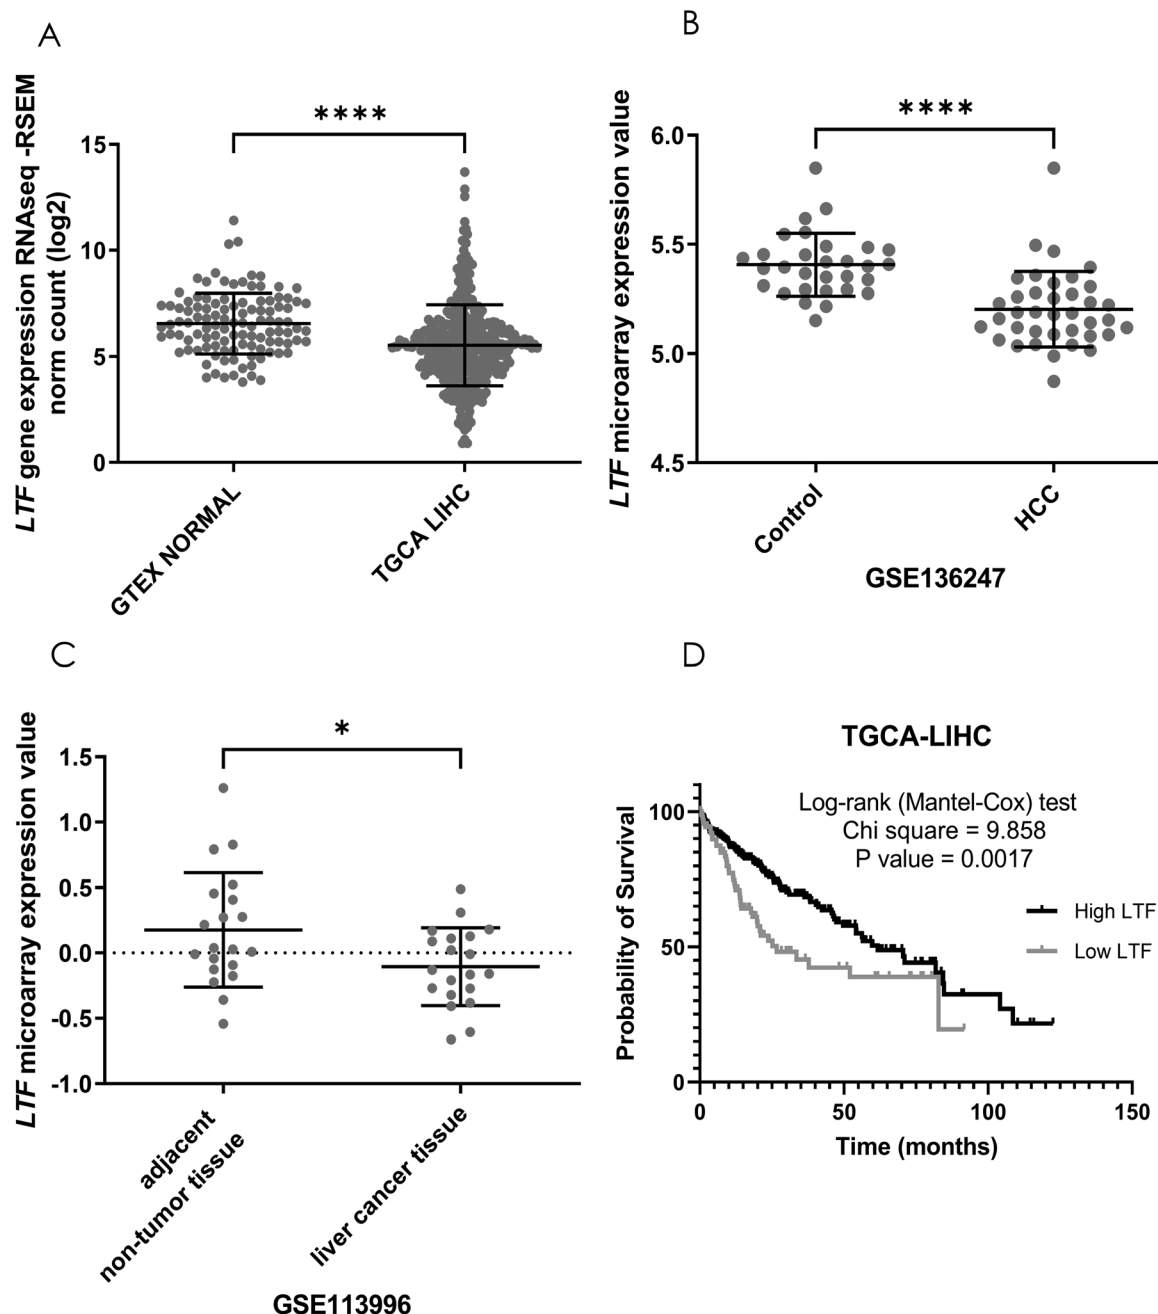 A
LTF gene expression RNAseq -RSEM
norm count (log2)
****
15
10
5
0
GTEX NORMAL
TGCA LIHC
B
LTF microarray expression value
****
6.0
5.5
5.0
4.5
Control
HCC
GSE136247
C
LTF microarray expression value
*
1.5
1.0
0.5
0.0
-0.5
-1.0
adjacent
non-tumor tissue
liver cancer tissue
GSE113996
D
TGCA-LIHC
Probability of Survival
Log-rank (Mantel-Cox) test
Chi square = 9.858
P value = 0.0017
High LTF
Low LTF
100
50
0
0
50
100
150
Time (months)